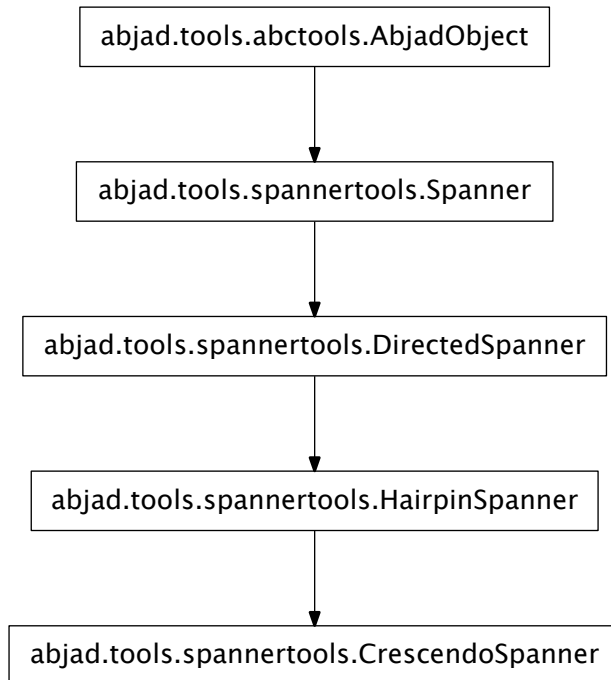 abjad.tools.abctools.AbjadObject
abjad.tools.spannertools.Spanner
abjad.tools.spannertools.DirectedSpanner
abjad.tools.spannertools.HairpinSpanner
abjad.tools.spannertools.CrescendoSpanner